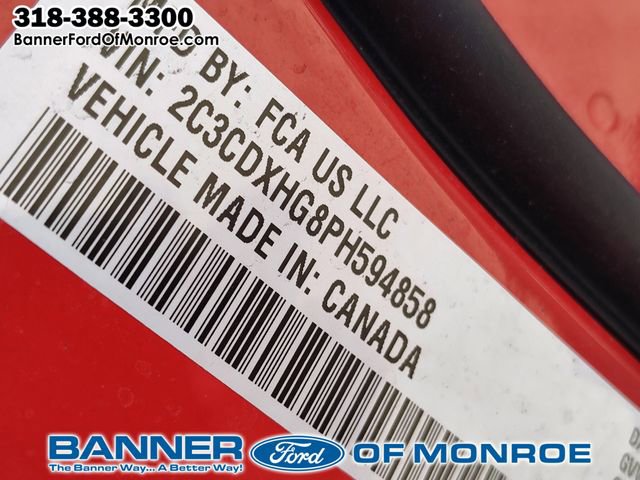 318-388-3300
BannerFordOfMonroe.com
BY: FCA US LLC
VIN: 2C3CDXHG8PH594858
VEHICLE MADE IN: CANADA
BANNER Ford OF MONROE
The Banner Way... A Better Way!